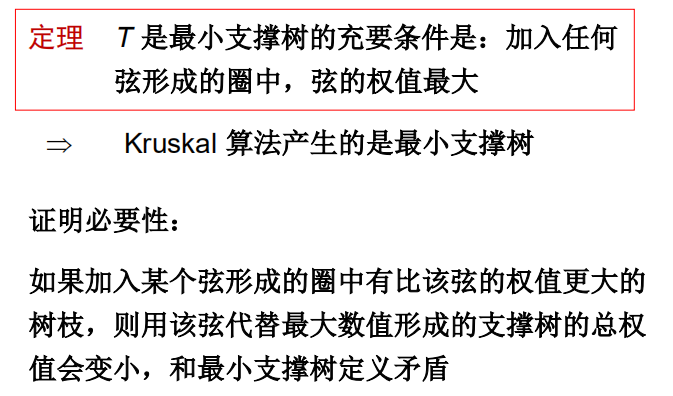 定理 T 是最小支撑树的充要条件是：加入任何
弦形成的圈中，弦的权值最大
⇒ Kruskal 算法产生的是最小支撑树
证明必要性：
如果加入某个弦形成的圈中有比该弦的权值更大的
树枝，则用该弦代替最大数值形成的支撑树的总权
值会变小，和最小支撑树定义矛盾